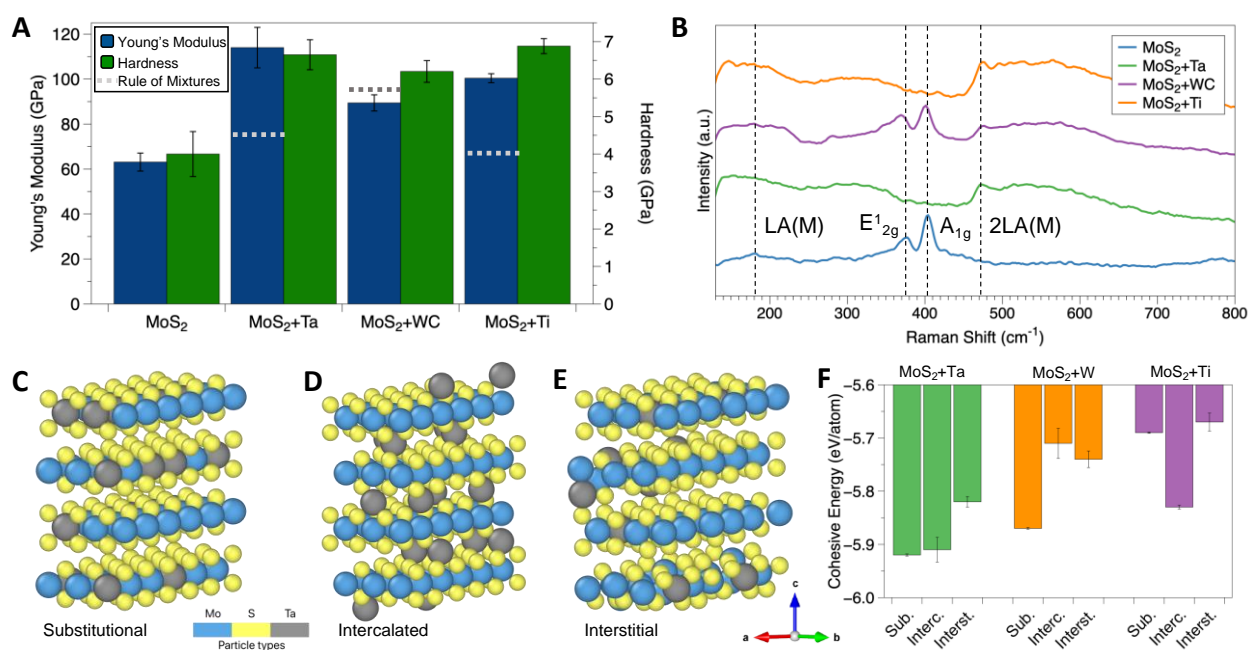 A
Young's Modulus
Hardness
Rule of Mixtures
120
100
80
60
40
20
0
Young's Modulus (GPa)
7
6
5
4
3
2
1
0
Hardness (GPa)
MoS2
MoS2+Ta
MoS2+WC
MoS2+Ti
B
MoS2
MoS2+Ta
MoS2+WC
MoS2+Ti
Intensity (a.u.)
LA(M)
E¹2g
A1g
2LA(M)
200 300 400 500 600 700 800
Raman Shift (cm⁻¹)
C
Substitutional
Mo S Ta
Particle types
D
Intercalated
E
Interstitial
c
a
b
F
MoS2+Ta
MoS2+W
MoS2+Ti
−5.6
−5.7
−5.8
−5.9
−6.0
Cohesive Energy (eV/atom)
Sub.
Interc.
Interst.
Sub.
Interc.
Interst.
Sub.
Interc.
Interst.